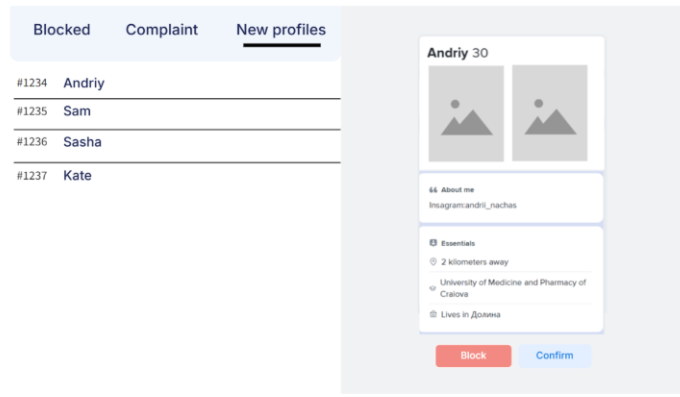 Blocked Complaint New profiles
#1234 Andriy
#1235 Sam
#1236 Sasha
#1237 Kate
Andriy 30
About me
Insagram:andrii_nachas
Essentials
2 kilometers away
University of Medicine and Pharmacy of
Craiova
Lives in Долина
Block Confirm